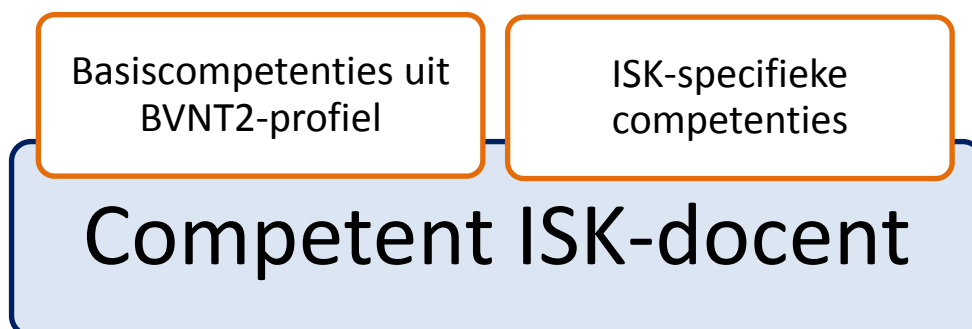 Basiscompetenties uit
BVNT2-profiel
ISK-specifieke
competenties
Competent ISK-docent